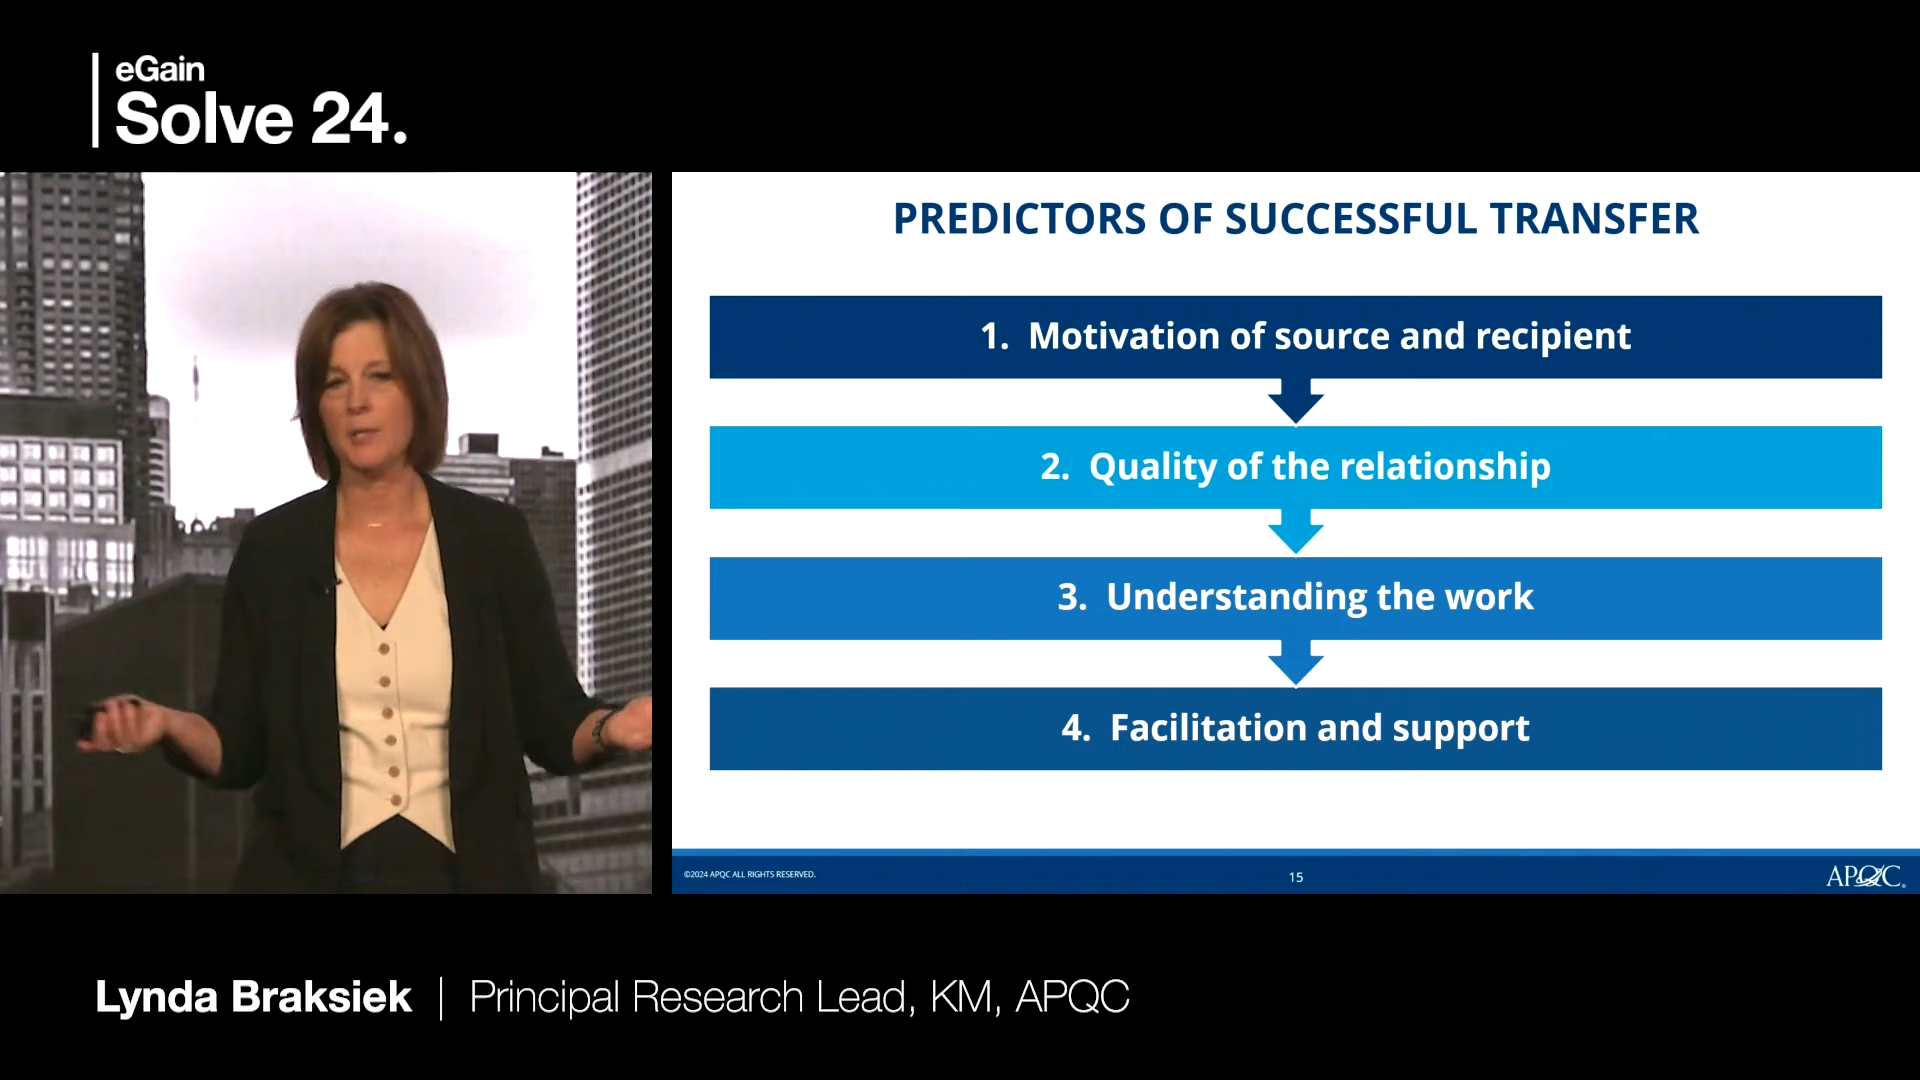 eGain
Solve 24.
PREDICTORS OF SUCCESSFUL TRANSFER
1. Motivation of source and recipient
2. Quality of the relationship
3. Understanding the work
4. Facilitation and support
©2024 APQC ALL RIGHTS RESERVED.
15
APQC
Lynda Braksiek | Principal Research Lead, KM, APQC